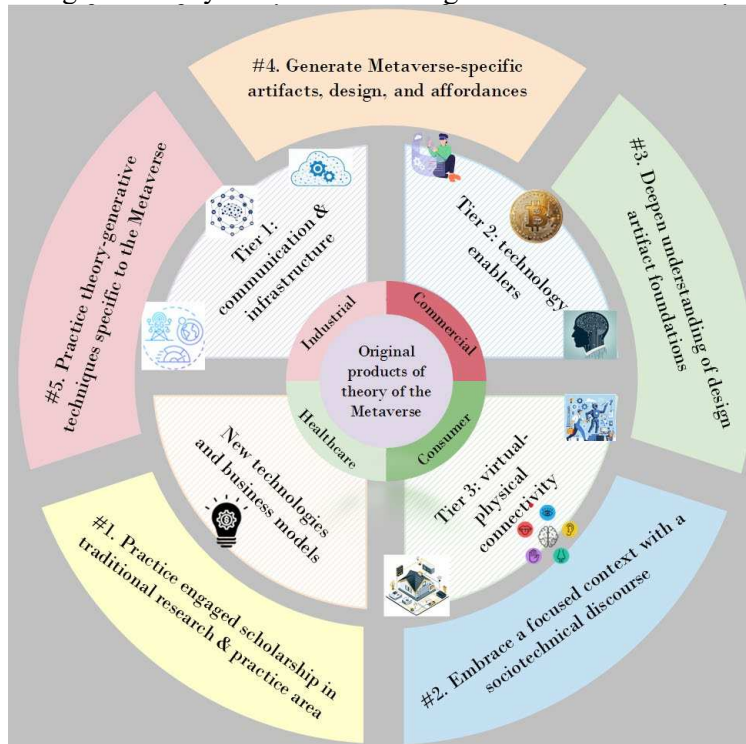 #4. Generate Metaverse-specific
artifacts, design, and affordances
#5. Practice theory-generative
techniques specific to the Metaverse
#3. Deepen understanding of design
artifact foundations
Tier 1:
communication &
infrastructure
Tier 2: technology
enablers
Industrial
Commercial
Original
products of
theory of the
Metaverse
Healthcare
Consumer
New technologies
and business models
Tier 3: virtual-
physical
connectivity
#1. Practice engaged scholarship in
traditional research & practice area
#2. Embrace a focused context with a
sociotechnical discourse